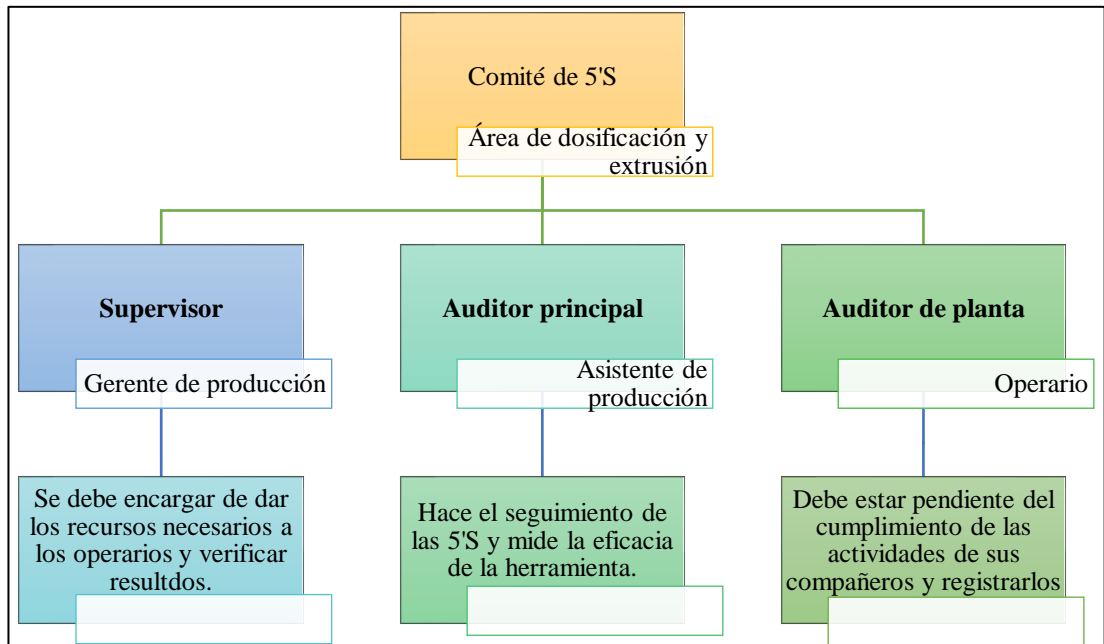 Comité de 5'S
Área de dosificación y
extrusión
Supervisor
Gerente de producción
Auditor principal
Asistente de
producción
Auditor de planta
Operario
Se debe encargar de dar
los recursos necesarios a
los operarios y verificar
resultdos.
Hace el seguimiento de
las 5'S y mide la eficacia
de la herramienta.
Debe estar pendiente del
cumplimiento de las
actividades de sus
compañeros y registrarlos